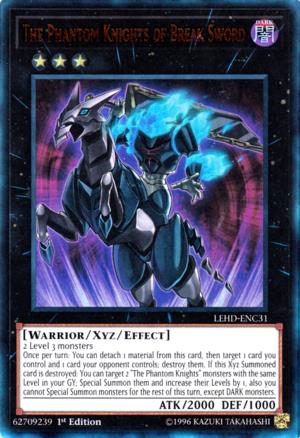 The Phantom Knights of Break Sword
DARK
闇
LEHD-ENC31
[Warrior/Xyz/Effect]
2 Level 3 monsters
Once per turn: You can detach 1 material from this card, then target 1 card you
control and 1 card your opponent controls; destroy them. If this Xyz Summoned
card is destroyed: You can target 2 "The Phantom Knights" monsters with the same
Level in your GY; Special Summon them and increase their Levels by 1, also you
cannot Special Summon monsters for the rest of this turn, except DARK monsters.
ATK/2000 DEF/1000
62709239 1st Edition ©1996 KAZUKI TAKAHASHI